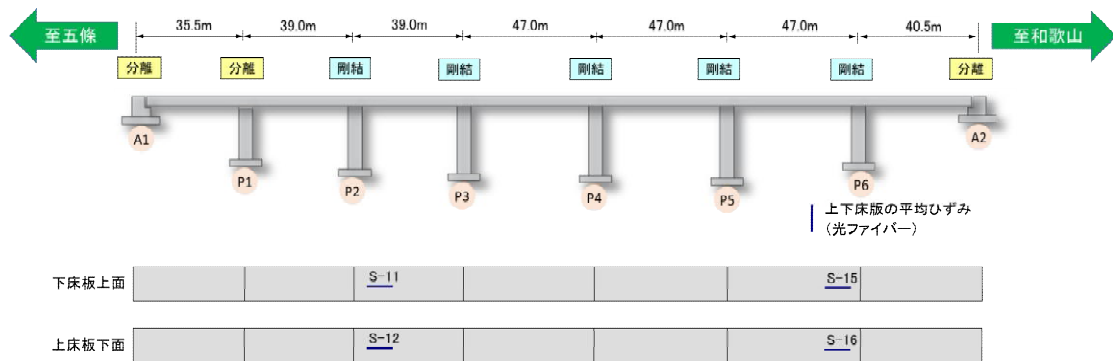 至五條
35.5m
39.0m
39.0m
47.0m
47.0m
47.0m
40.5m
至和歌山
分離
分離
剛結
剛結
剛結
剛結
剛結
分離
A1
P1
P2
P3
P4
P5
P6
A2
上下床版の平均ひずみ
（光ファイバー）
下床板上面
S-11
S-15
上床板下面
S-12
S-16